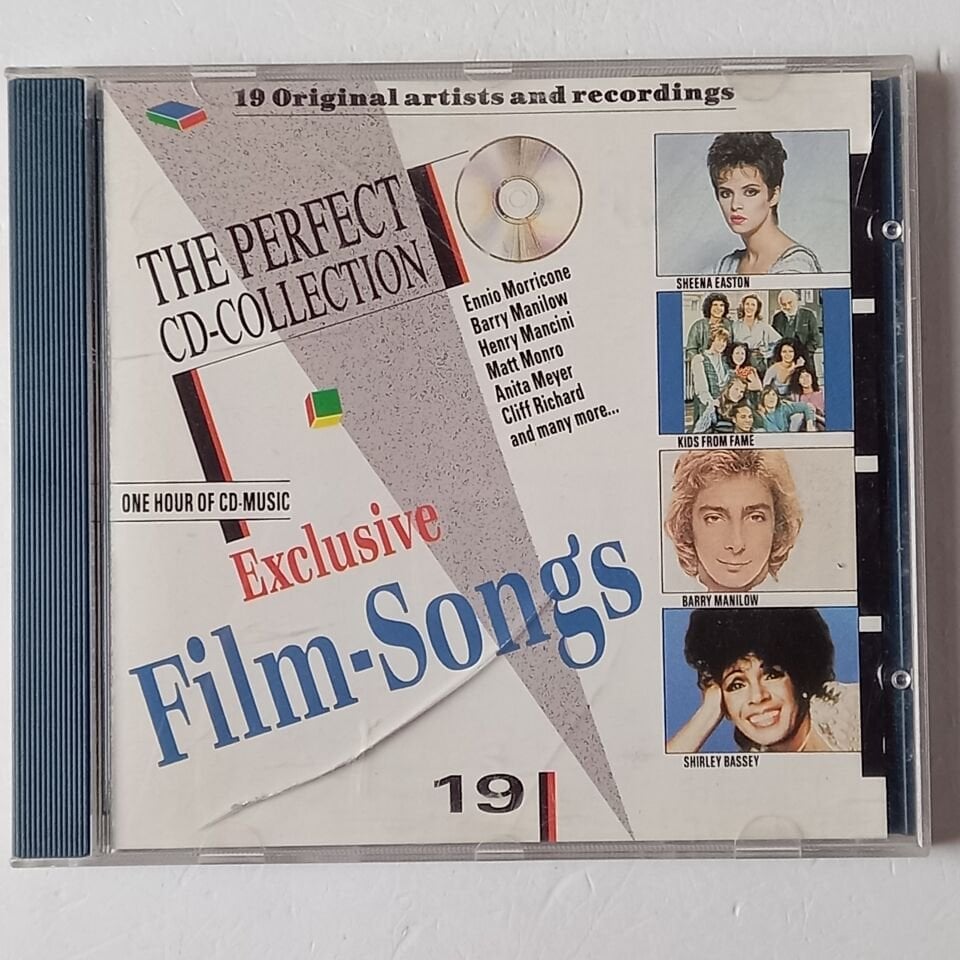 19 Original artists and recordings
THE PERFECT
CD-COLLECTION
Ennio Morricone
Barry Manilow
Henry Mancini
Matt Monro
Anita Meyer
Cliff Richard
and many more...
ONE HOUR OF CD-MUSIC
Exclusive
Film-Songs
19
SHEENA EASTON
KIDS FROM FAME
BARRY MANILOW
SHIRLEY BASSEY